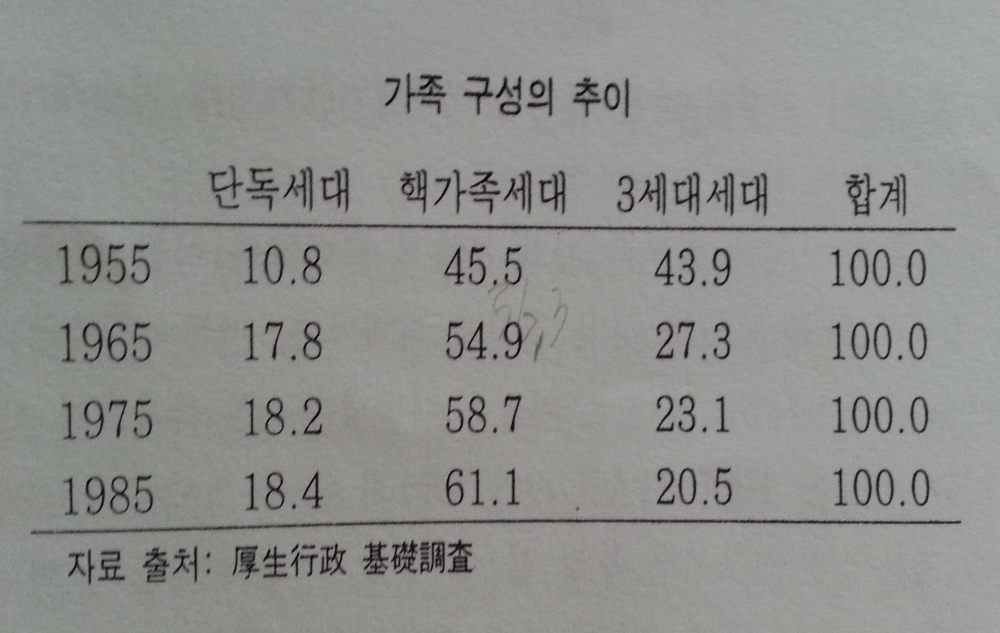 가족 구성의 추이
단독세대 핵가족세대 3세대세대 합계
1955 10.8 45.5 43.9 100.0
56.3
1965 17.8 54.9 27.3 100.0
1975 18.2 58.7 23.1 100.0
1985 18.4 61.1 20.5 100.0
자료 출처: 厚生行政 基礎調査